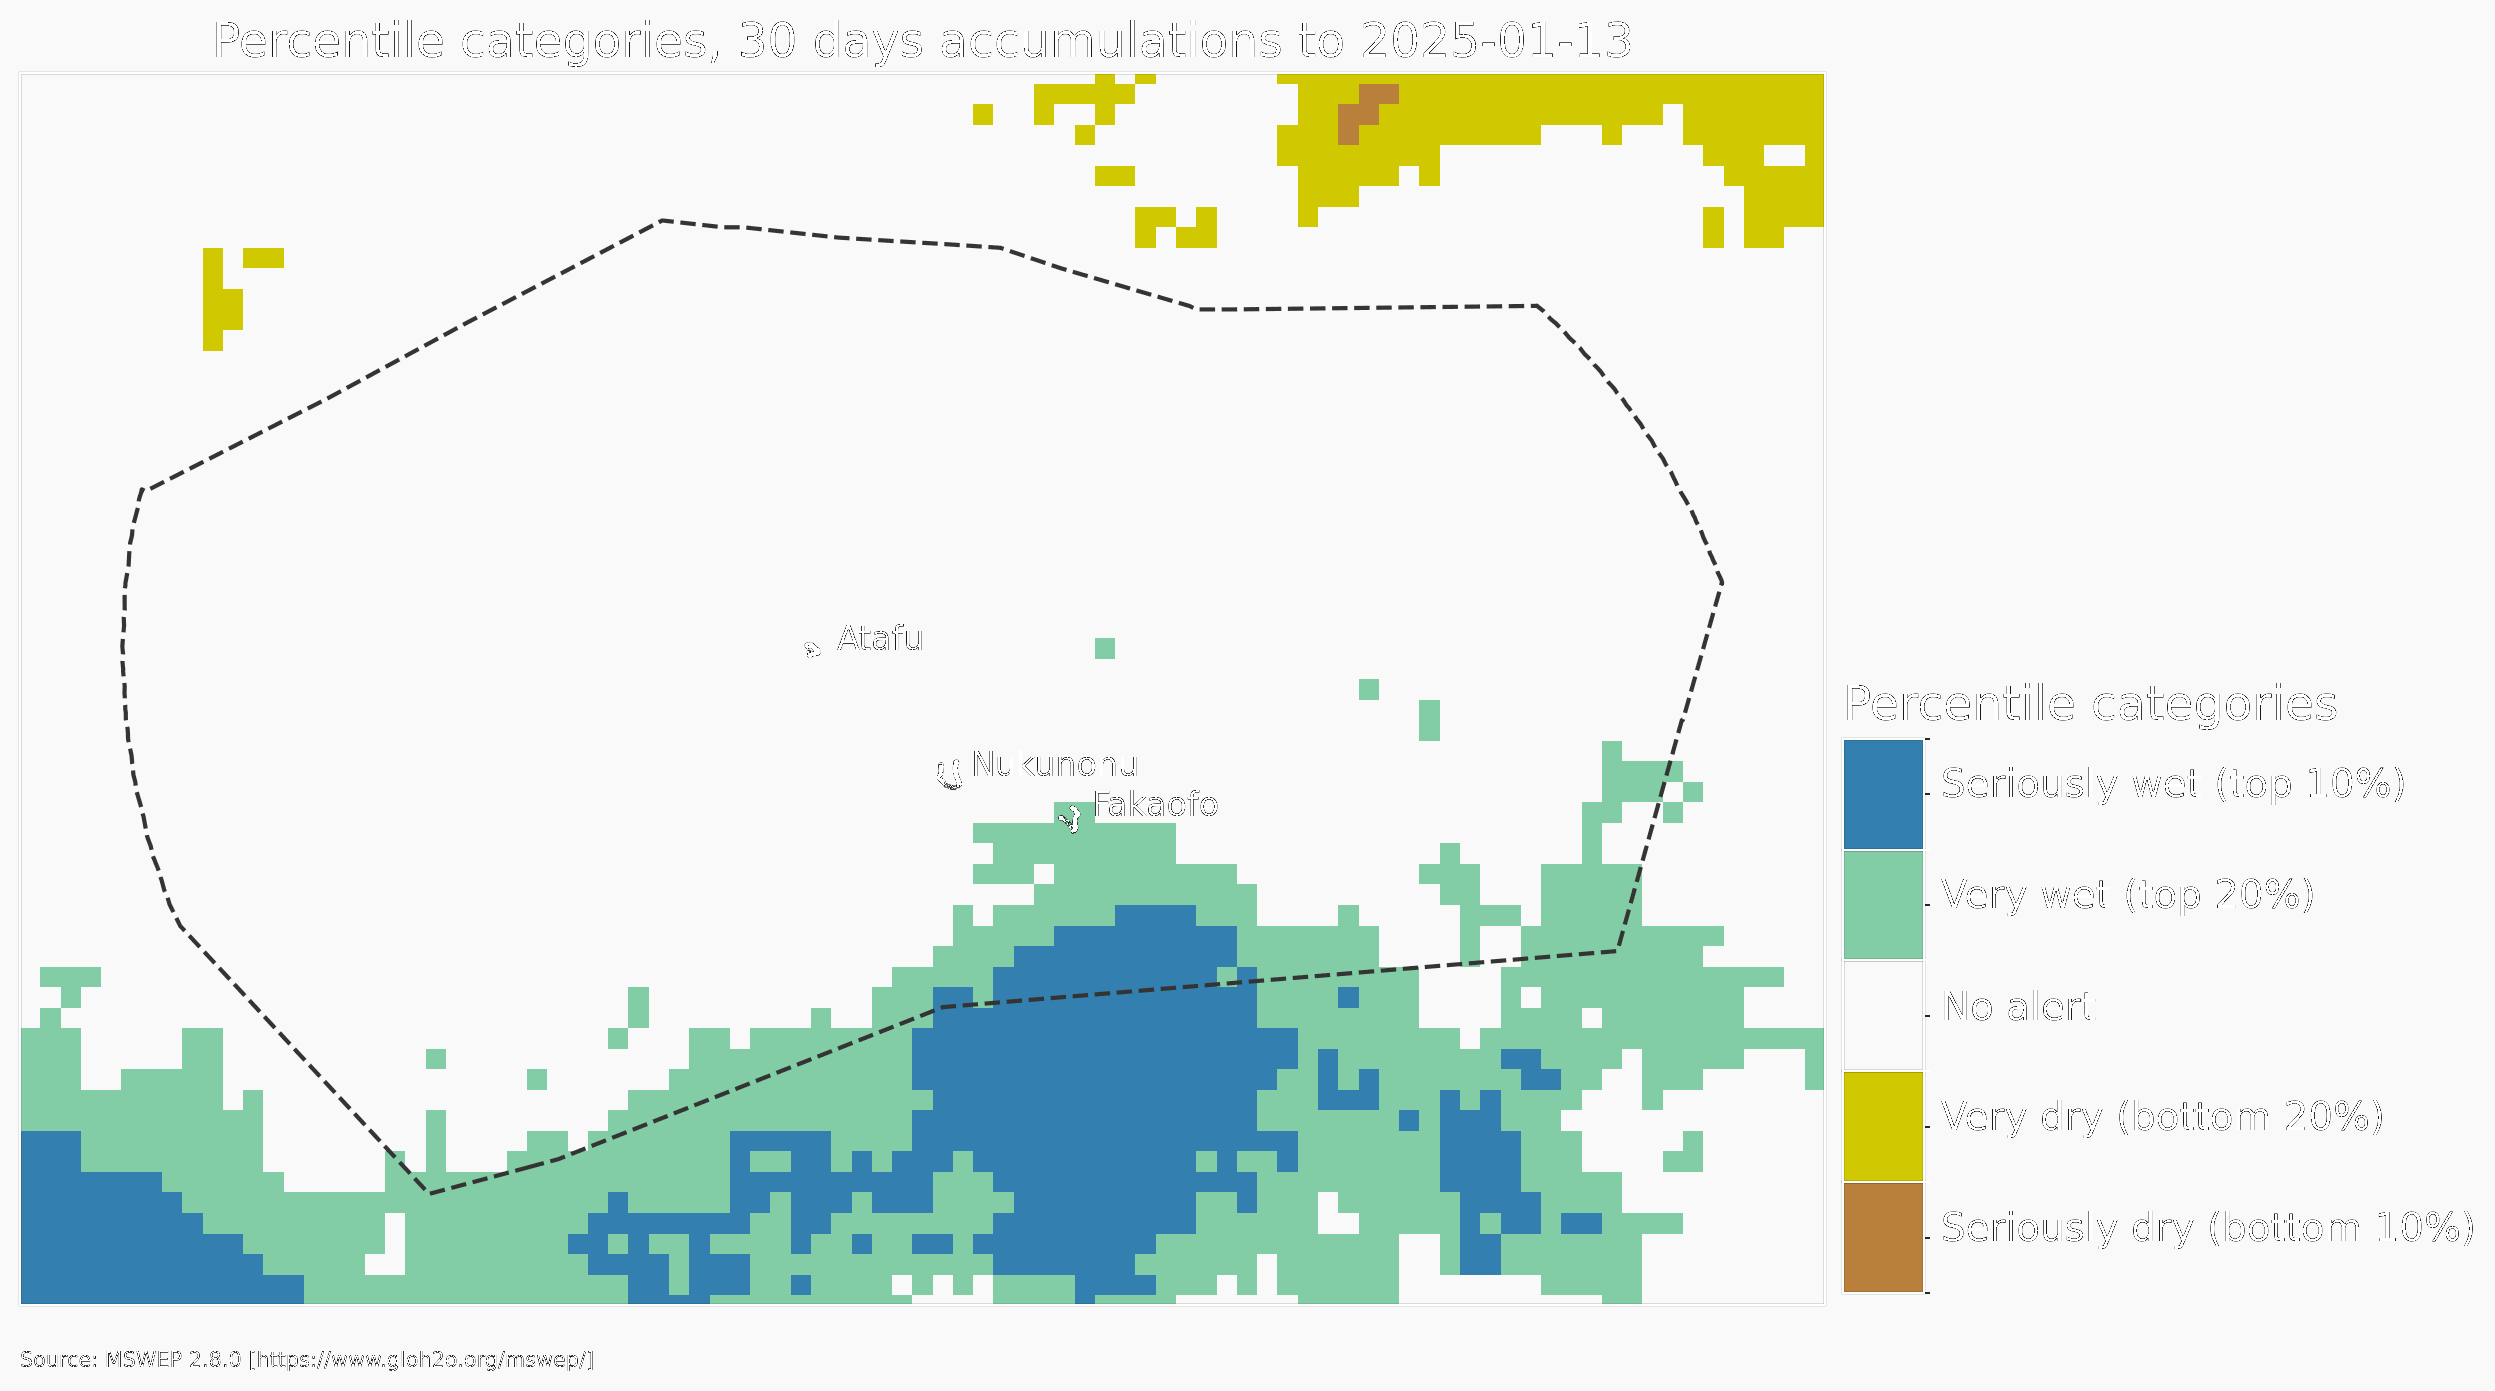 Percentile categories, 30 days accumulations to 2025-01-13
Atafu
Nukunonu
Fakaofo
Percentile categories
Seriously wet (top 10%)
Very wet (top 20%)
No alert
Very dry (bottom 20%)
Seriously dry (bottom 10%)
Source: MSWEP 2.8.0 [https://www.gloh2o.org/mswep/]